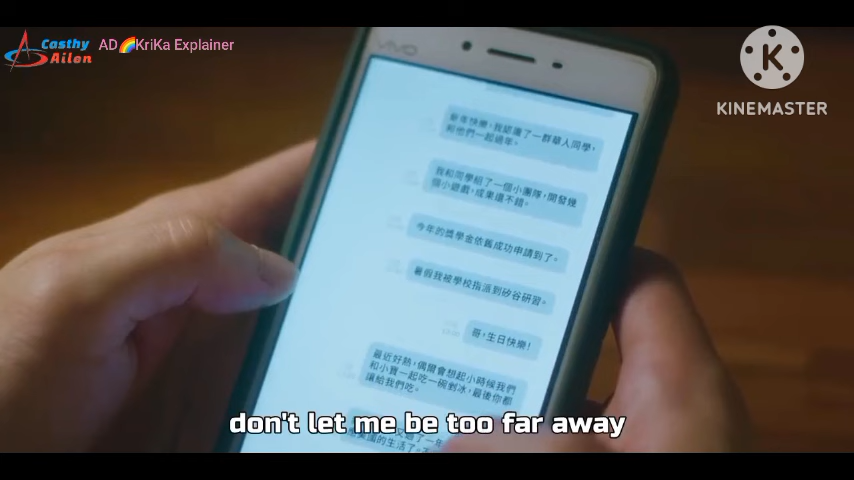 Casthy
Ailen
AD🌈KriKa Explainer
KINEMASTER
vivo
新年快樂，我認識了一群華人同學，
和他們一起過年。
我和同學組了一個小團隊，開發幾
個小遊戲，成果還不錯。
今年的獎學金依舊成功申請到了。
暑假我被學校指派到矽谷研習。
哥，生日快樂！
最近好熱，偶爾會想起小時候我們
和小寶一起吃一碗剉冰，最後你都
讓給我們吃。
don't let me be too far away